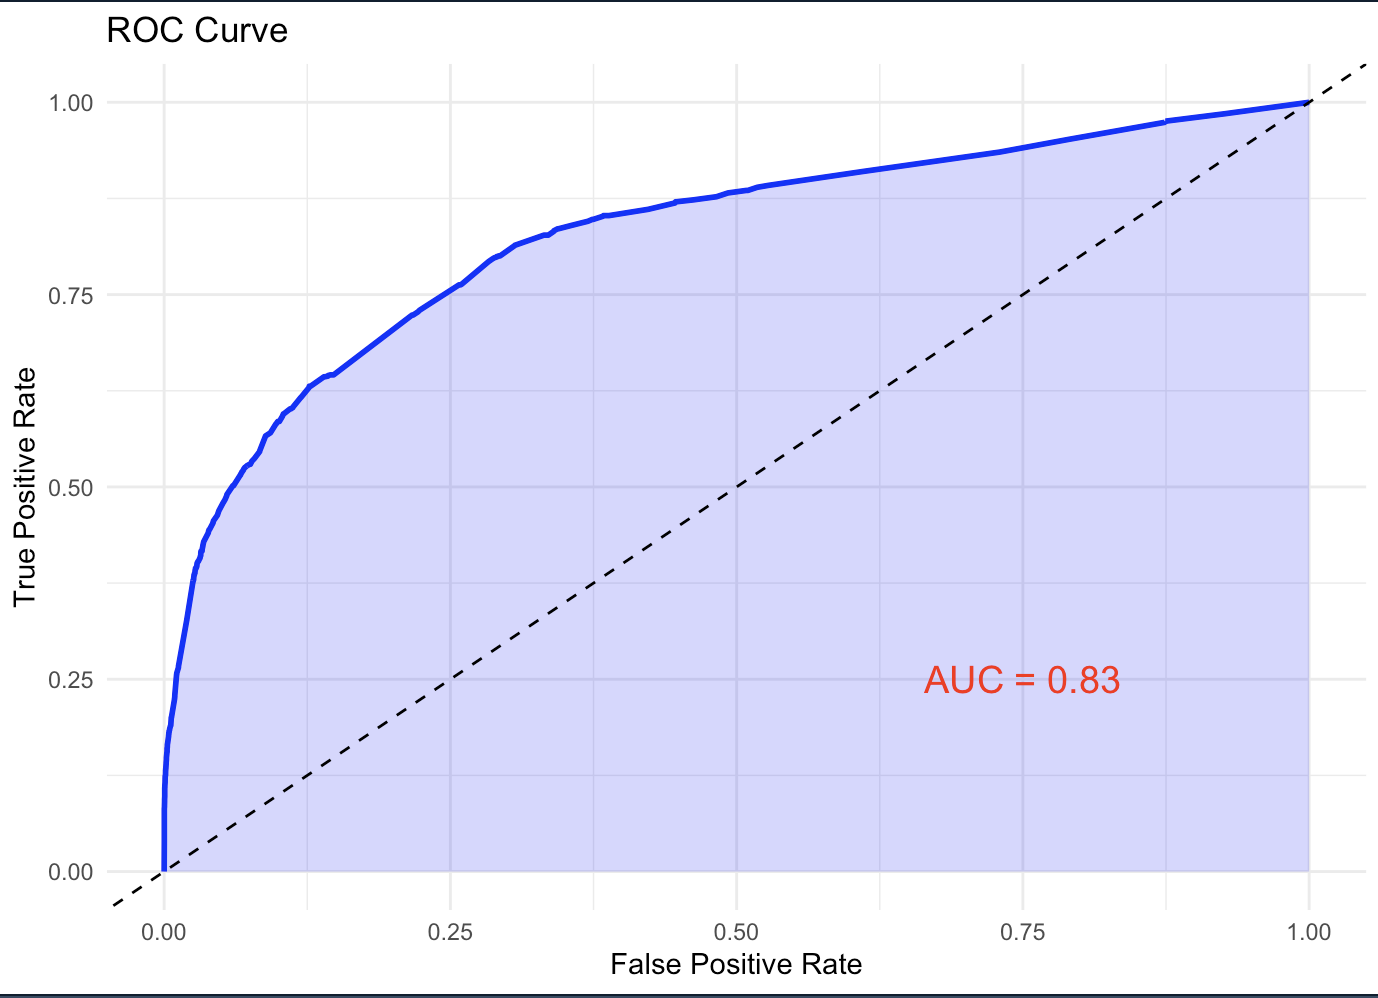 ROC Curve
1.00
0.75
0.50
0.25
0.00
True Positive Rate
AUC = 0.83
0.00 0.25 0.50 0.75 1.00
False Positive Rate